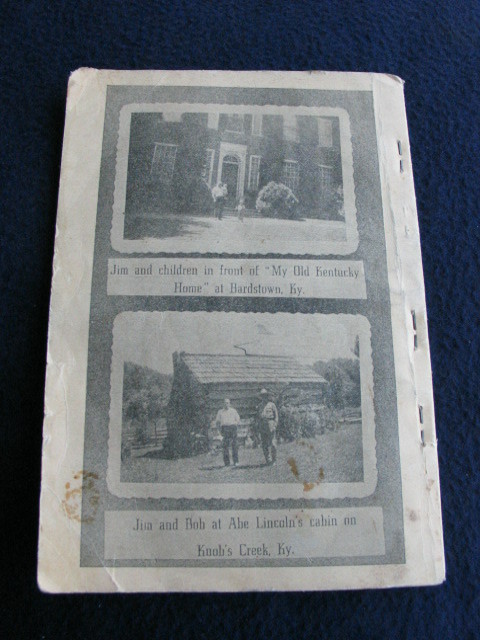 Jim and children in front of "My Old Kentucky
Home" at Bardstown, Ky.
Jim and Bob at Abe Lincoln's cabin on
Knob's Creek, Ky.